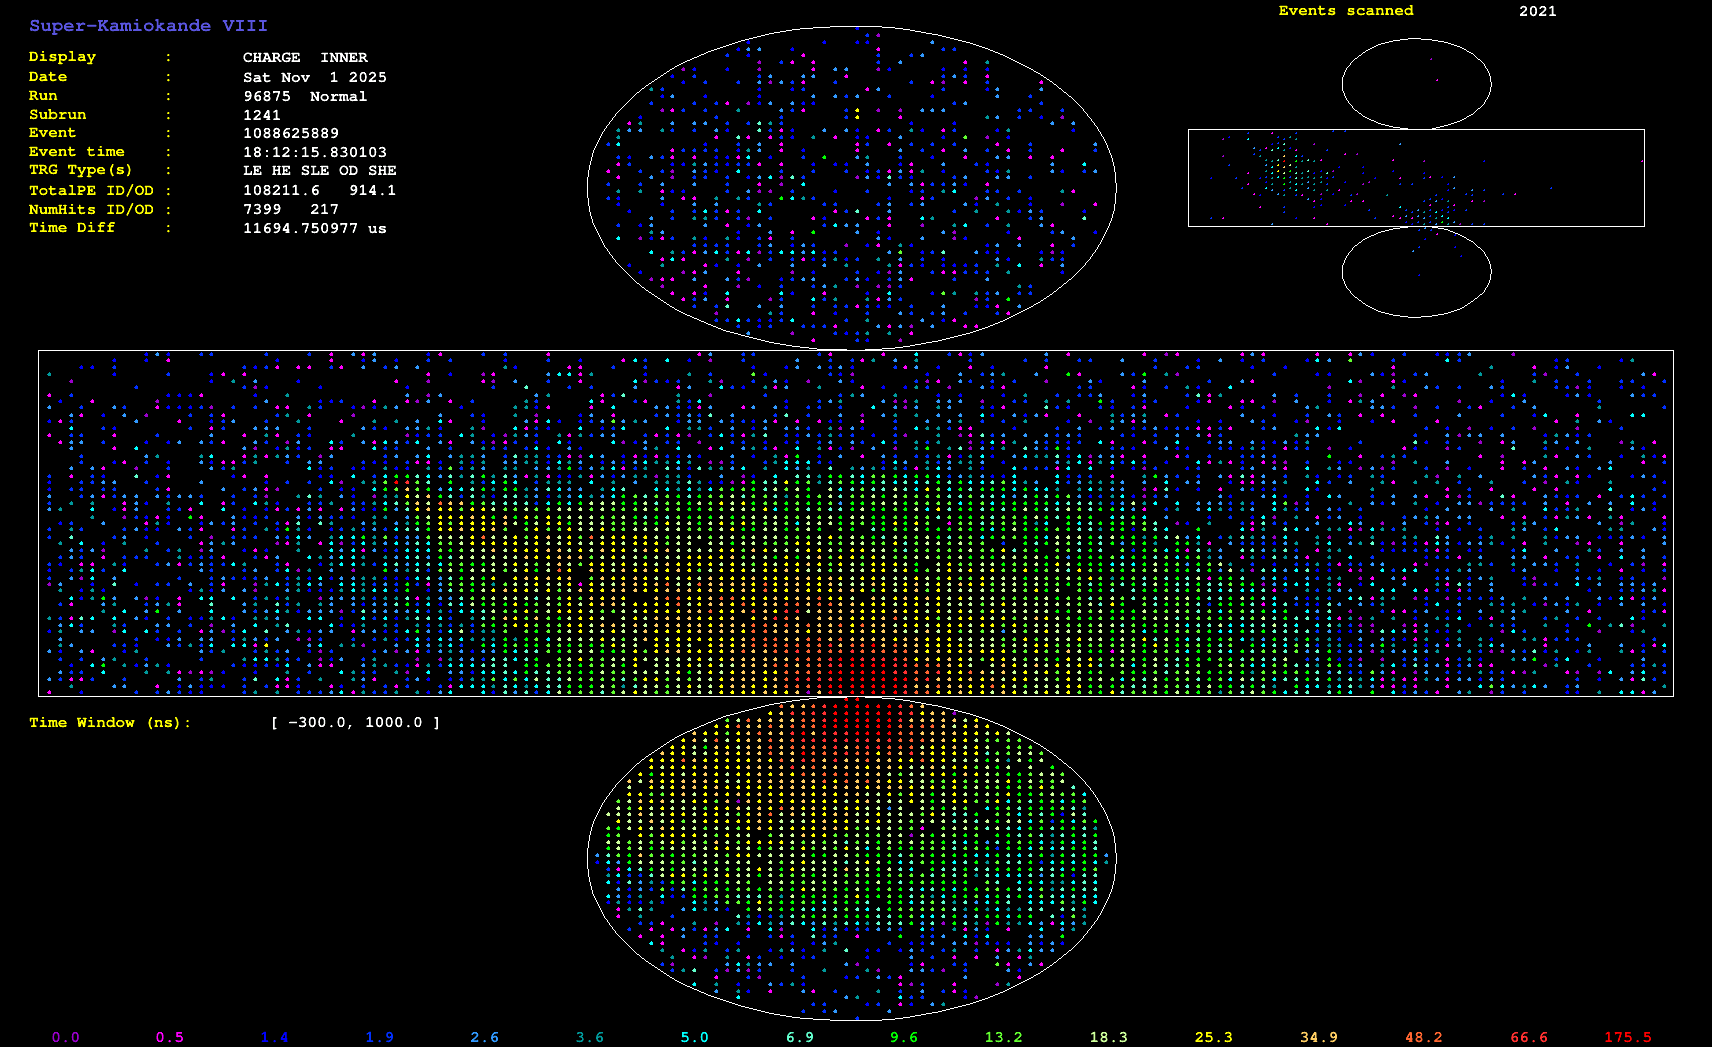 Super-Kamiokande VIII
Events scanned 2021
Display : CHARGE INNER
Date : Sat Nov 1 2025
Run : 96875 Normal
Subrun : 1241
Event : 1088625889
Event time : 18:12:15.830103
TRG Type(s) : LE HE SLE OD SHE
TotalPE ID/OD : 108211.6 914.1
NumHits ID/OD : 7399 217
Time Diff : 11694.750977 us
Time Window (ns): [ -300.0, 1000.0 ]
0.0 0.5 1.4 1.9 2.6 3.6 5.0 6.9 9.6 13.2 18.3 25.3 34.9 48.2 66.6 175.5